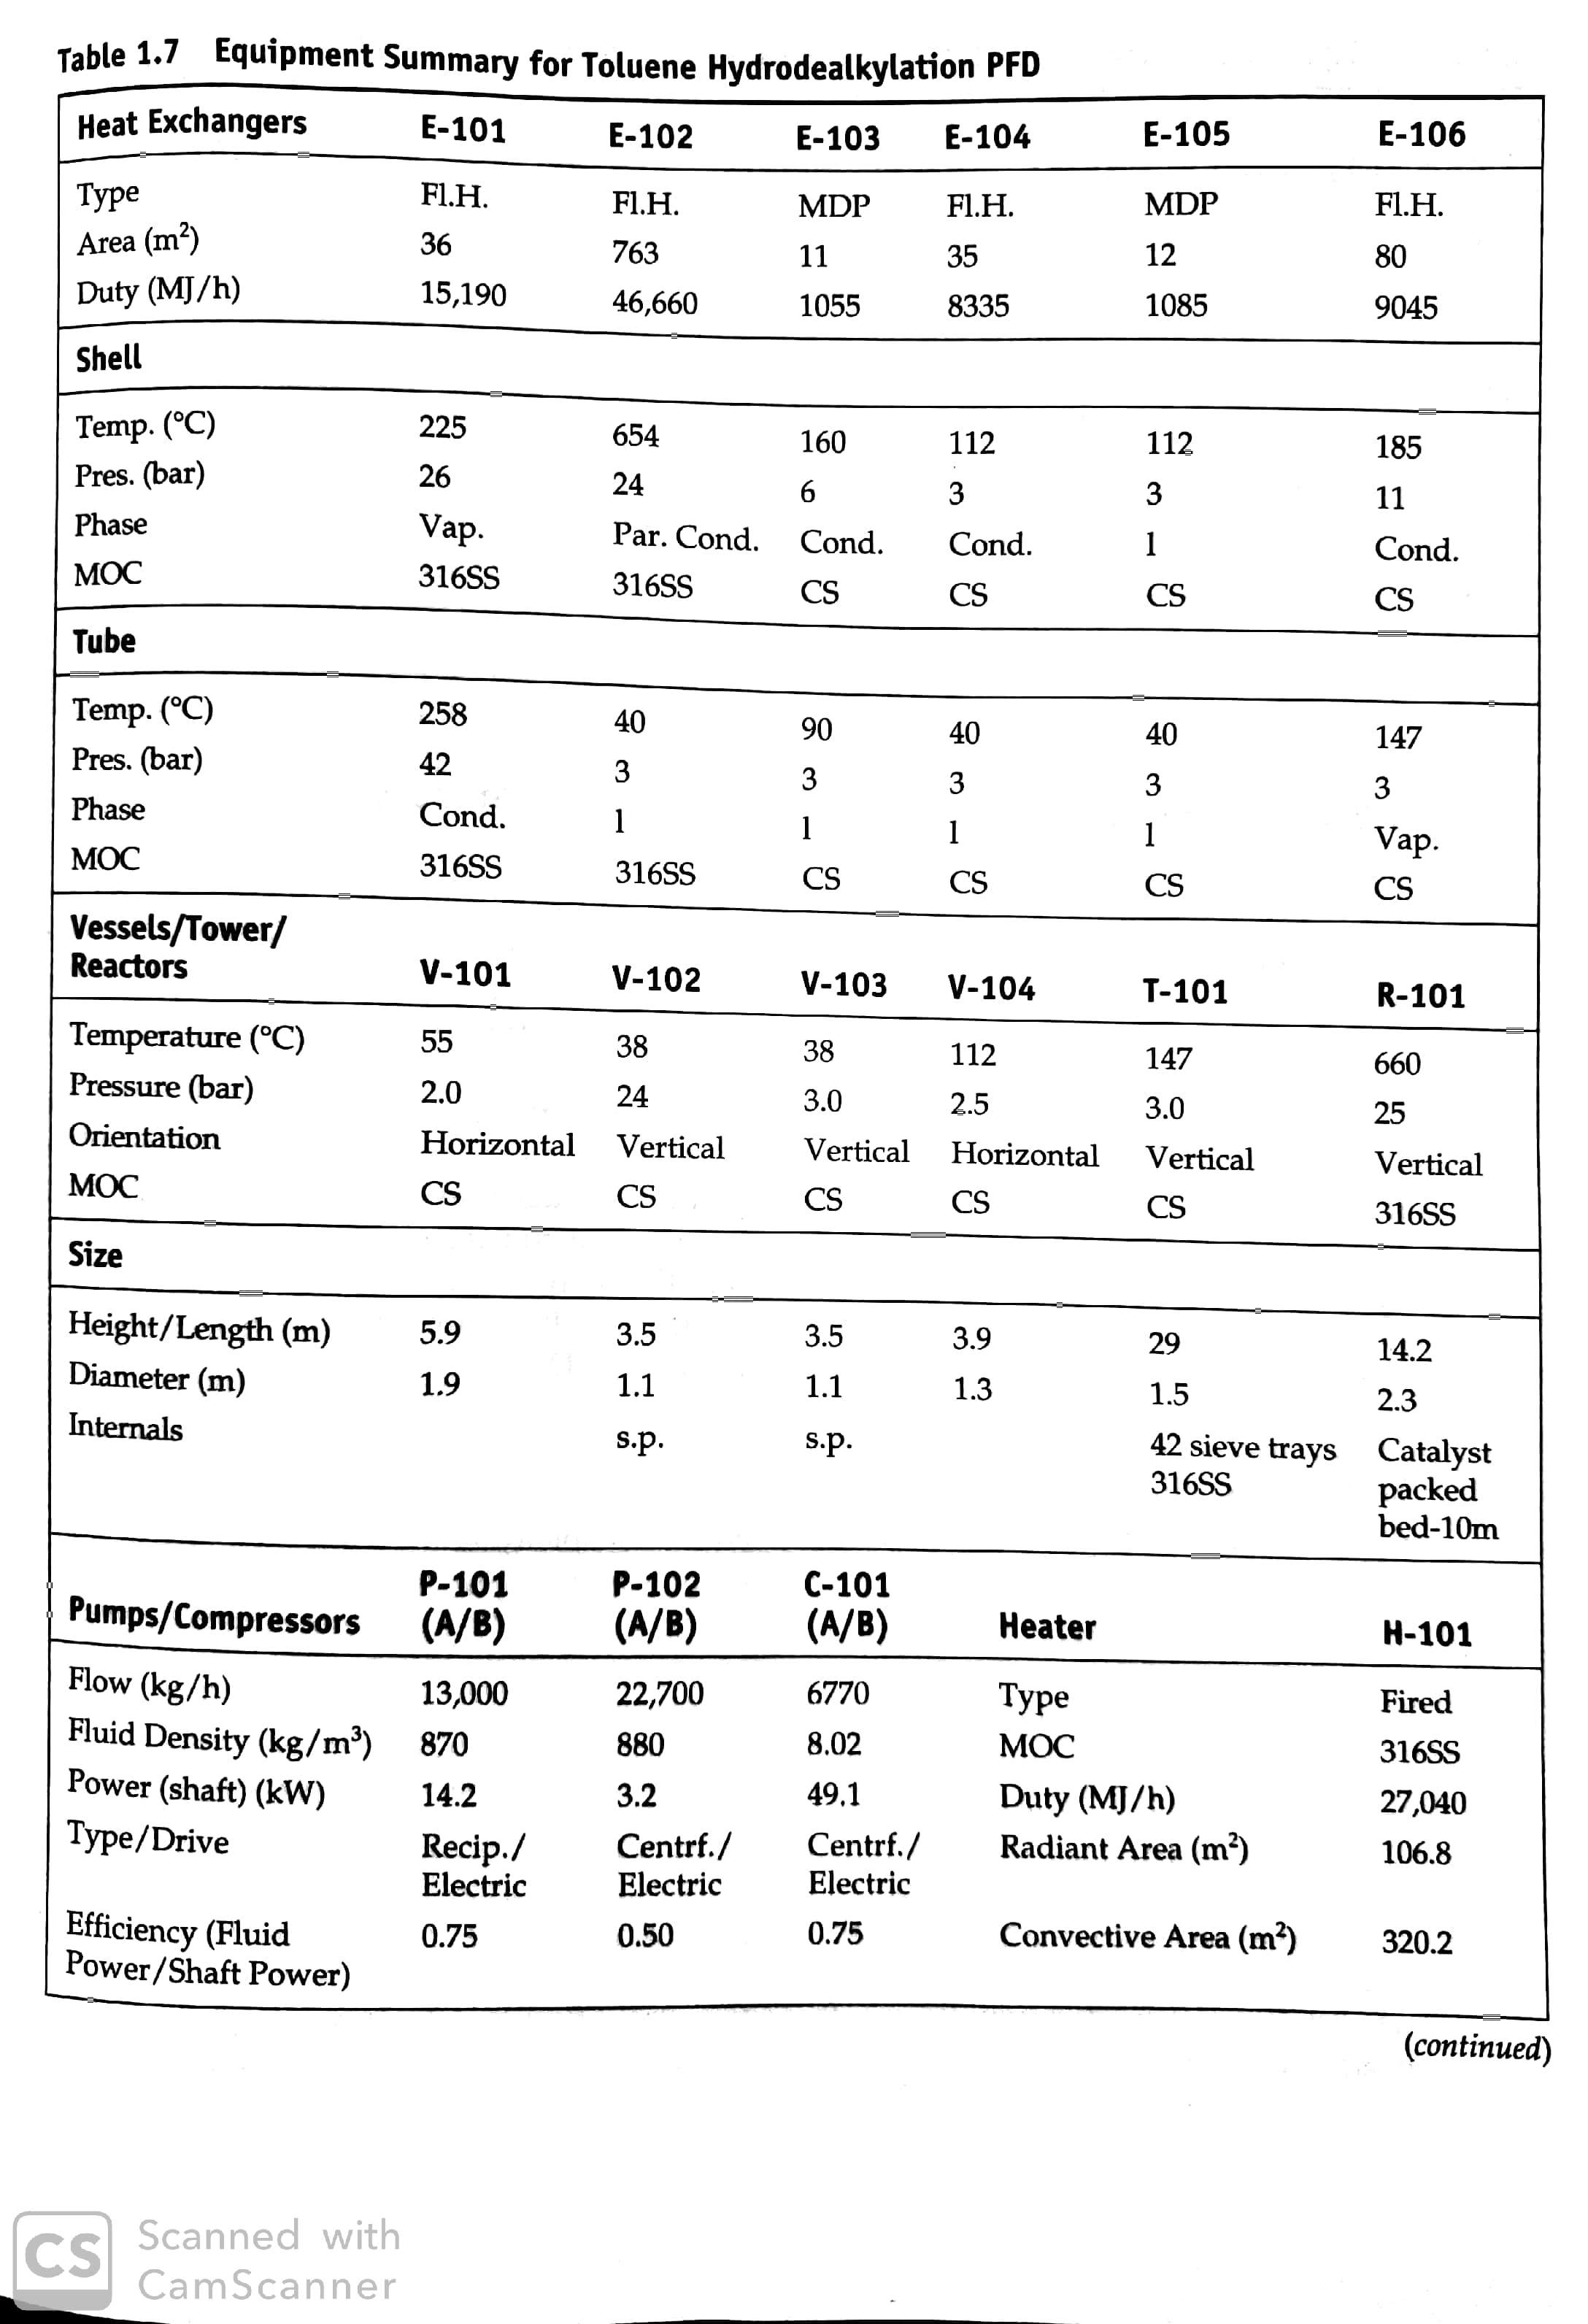 Table 1.7 Equipment Summary for Toluene Hydrodealkylation PFD
Heat Exchangers E-101 E-102 E-103 E-104 E-105 E-106
Type Fl.H. Fl.H. MDP Fl.H. MDP Fl.H.
Area (m²) 36 763 11 35 12 80
Duty (MJ/h) 15,190 46,660 1055 8335 1085 9045
Shell
Temp. (°C) 225 654 160 112 112 185
Pres. (bar) 26 24 6 3 3 11
Phase Vap. Par. Cond. Cond. Cond. l Cond.
MOC 316SS 316SS CS CS CS CS
Tube
Temp. (°C) 258 40 90 40 40 147
Pres. (bar) 42 3 3 3 3 3
Phase Cond. l l l l Vap.
MOC 316SS 316SS CS CS CS CS
Vessels/Tower/
Reactors V-101 V-102 V-103 V-104 T-101 R-101
Temperature (°C) 55 38 38 112 147 660
Pressure (bar) 2.0 24 3.0 2.5 3.0 25
Orientation Horizontal Vertical Vertical Horizontal Vertical Vertical
MOC CS CS CS CS CS 316SS
Size
Height/Length (m) 5.9 3.5 3.5 3.9 29 14.2
Diameter (m) 1.9 1.1 1.1 1.3 1.5 2.3
Internals s.p. s.p. 42 sieve trays Catalyst
316SS packed
bed-10m
P-101 P-102 C-101
Pumps/Compressors (A/B) (A/B) (A/B) Heater H-101
Flow (kg/h) 13,000 22,700 6770 Type Fired
Fluid Density (kg/m³) 870 880 8.02 MOC 316SS
Power (shaft) (kW) 14.2 3.2 49.1 Duty (MJ/h) 27,040
Type/Drive Recip./ Centrf./ Centrf./ Radiant Area (m²) 106.8
Electric Electric Electric
Efficiency (Fluid 0.75 0.50 0.75 Convective Area (m²) 320.2
Power/Shaft Power)
(continued)
CS Scanned with
CamScanner